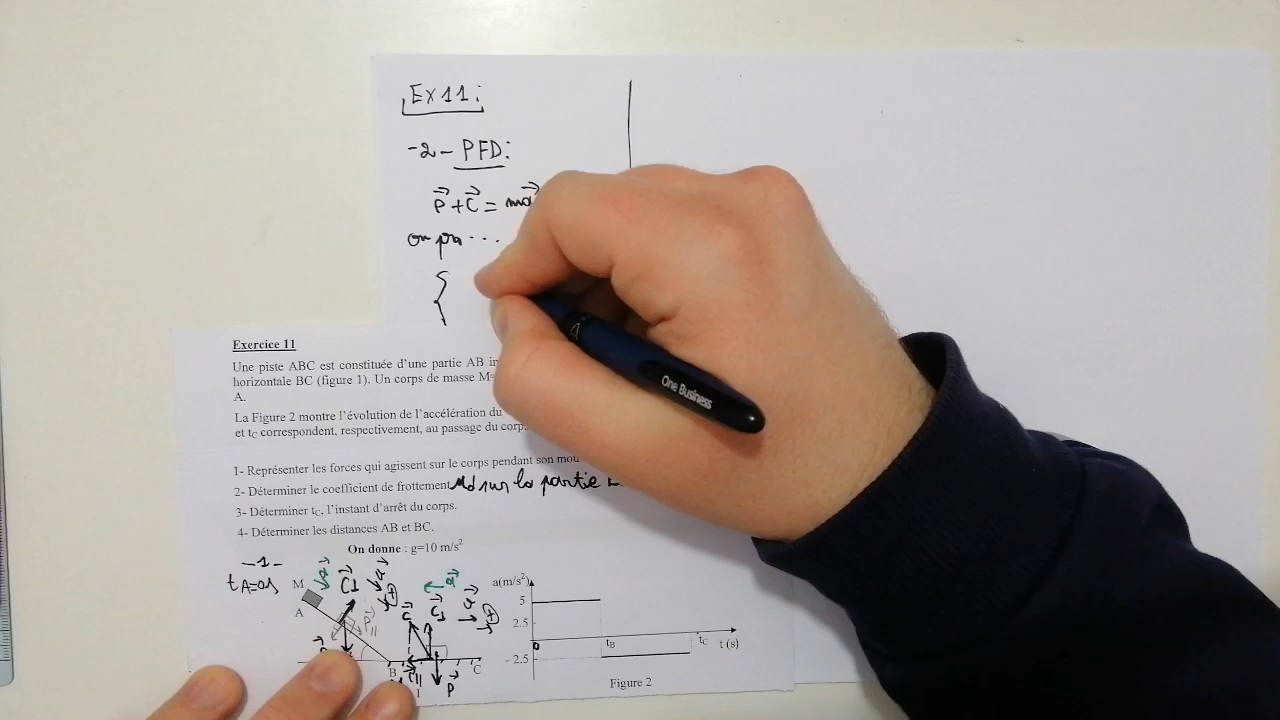 Ex 11:
-2- PFD:
P + C = ma
on pr...
{
Exercice 11
Une piste ABC est constituée d'une partie AB in
horizontale BC (figure 1). Un corps de masse M=
A.
La Figure 2 montre l'évolution de l'accélération du
et tC correspondent, respectivement, au passage du corps
1- Représenter les forces qui agissent sur le corps pendant son mou
2- Déterminer le coefficient de frottement μd sur la partie
3- Déterminer tC, l'instant d'arrêt du corps.
4- Déterminer les distances AB et BC.
On donne : g=10 m/s²
-1-
tA=0s
M
A
B
C
P
a(m/s²)
5
2.5
0
- 2.5
tB
tC
t (s)
Figure 2
One Business